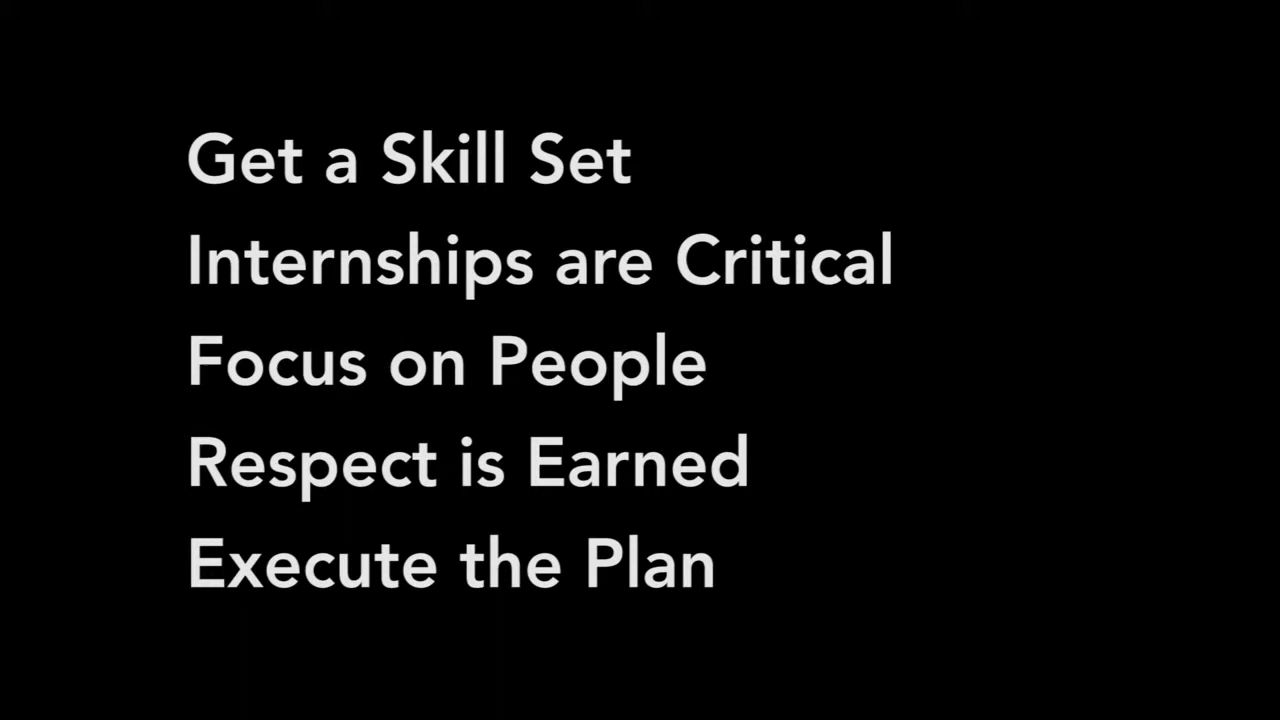 Get a Skill Set
Internships are Critical
Focus on People
Respect is Earned
Execute the Plan